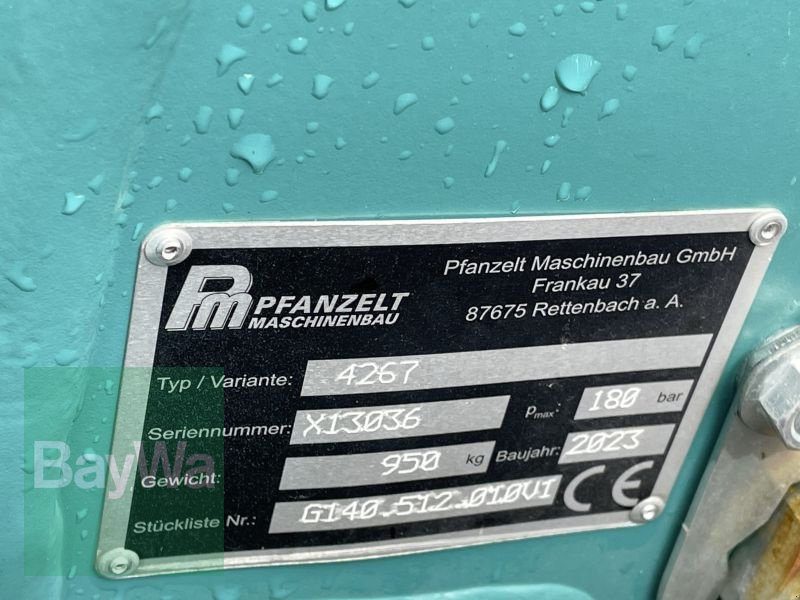 Pm PFANZELT
MASCHINENBAU
Pfanzelt Maschinenbau GmbH
Frankau 37
87675 Rettenbach a. A.
Typ / Variante: 4267
Seriennummer: X13036 pmax: 180 bar
Gewicht: 950 kg Baujahr: 2023
Stückliste Nr.: G140.512.010VI CE
BayWa